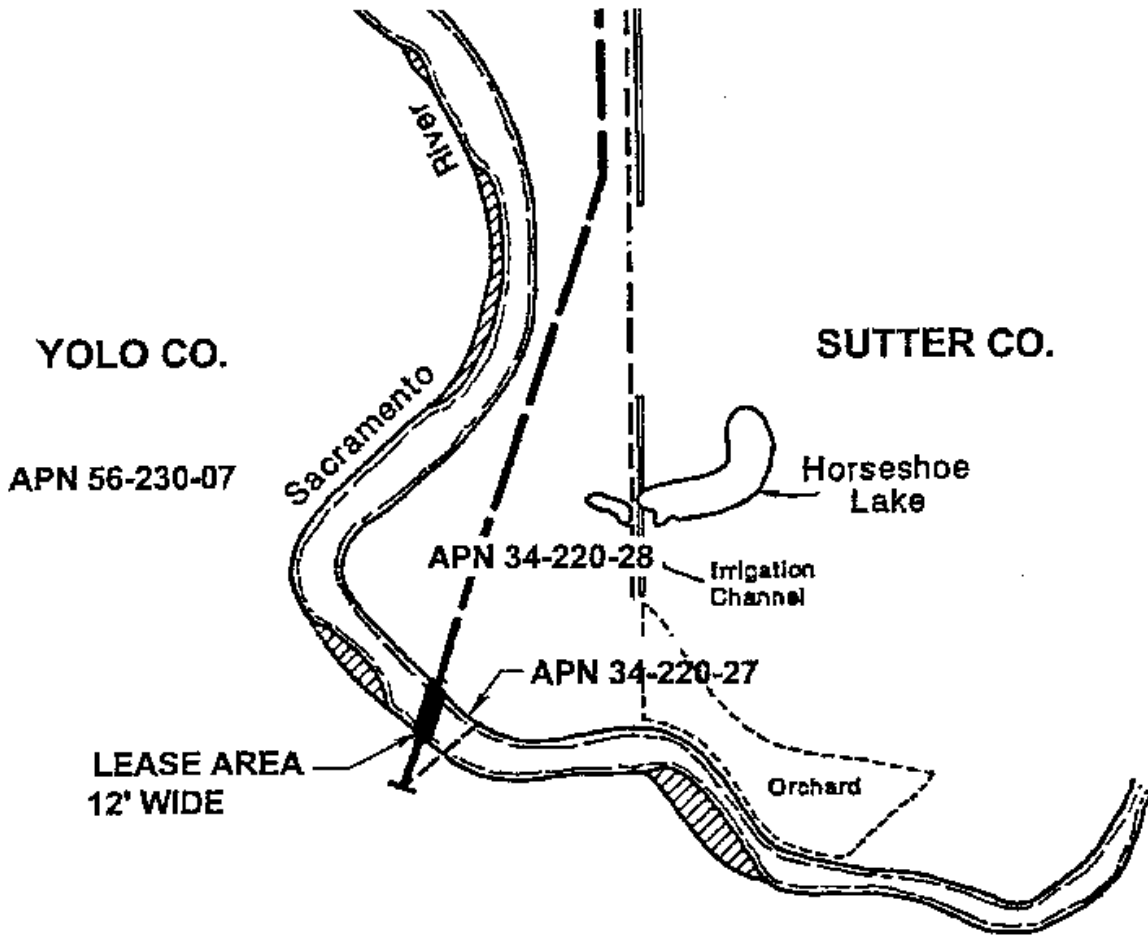 River
YOLO CO.
SUTTER CO.
Sacramento
APN 56-230-07
Horseshoe
Lake
APN 34-220-28
Irrigation
Channel
APN 34-220-27
LEASE AREA
12' WIDE
Orchard